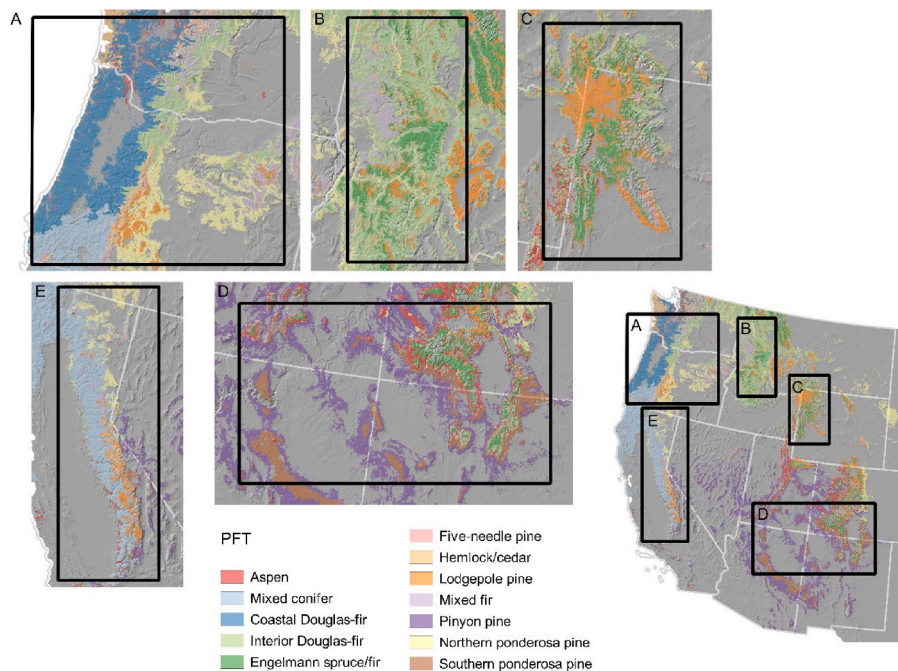 A
B
C
E
D
A
B
C
E
D
PFT
Aspen
Mixed conifer
Coastal Douglas-fir
Interior Douglas-fir
Engelmann spruce/fir
Five-needle pine
Hemlock/cedar
Lodgepole pine
Mixed fir
Pinyon pine
Northern ponderosa pine
Southern ponderosa pine